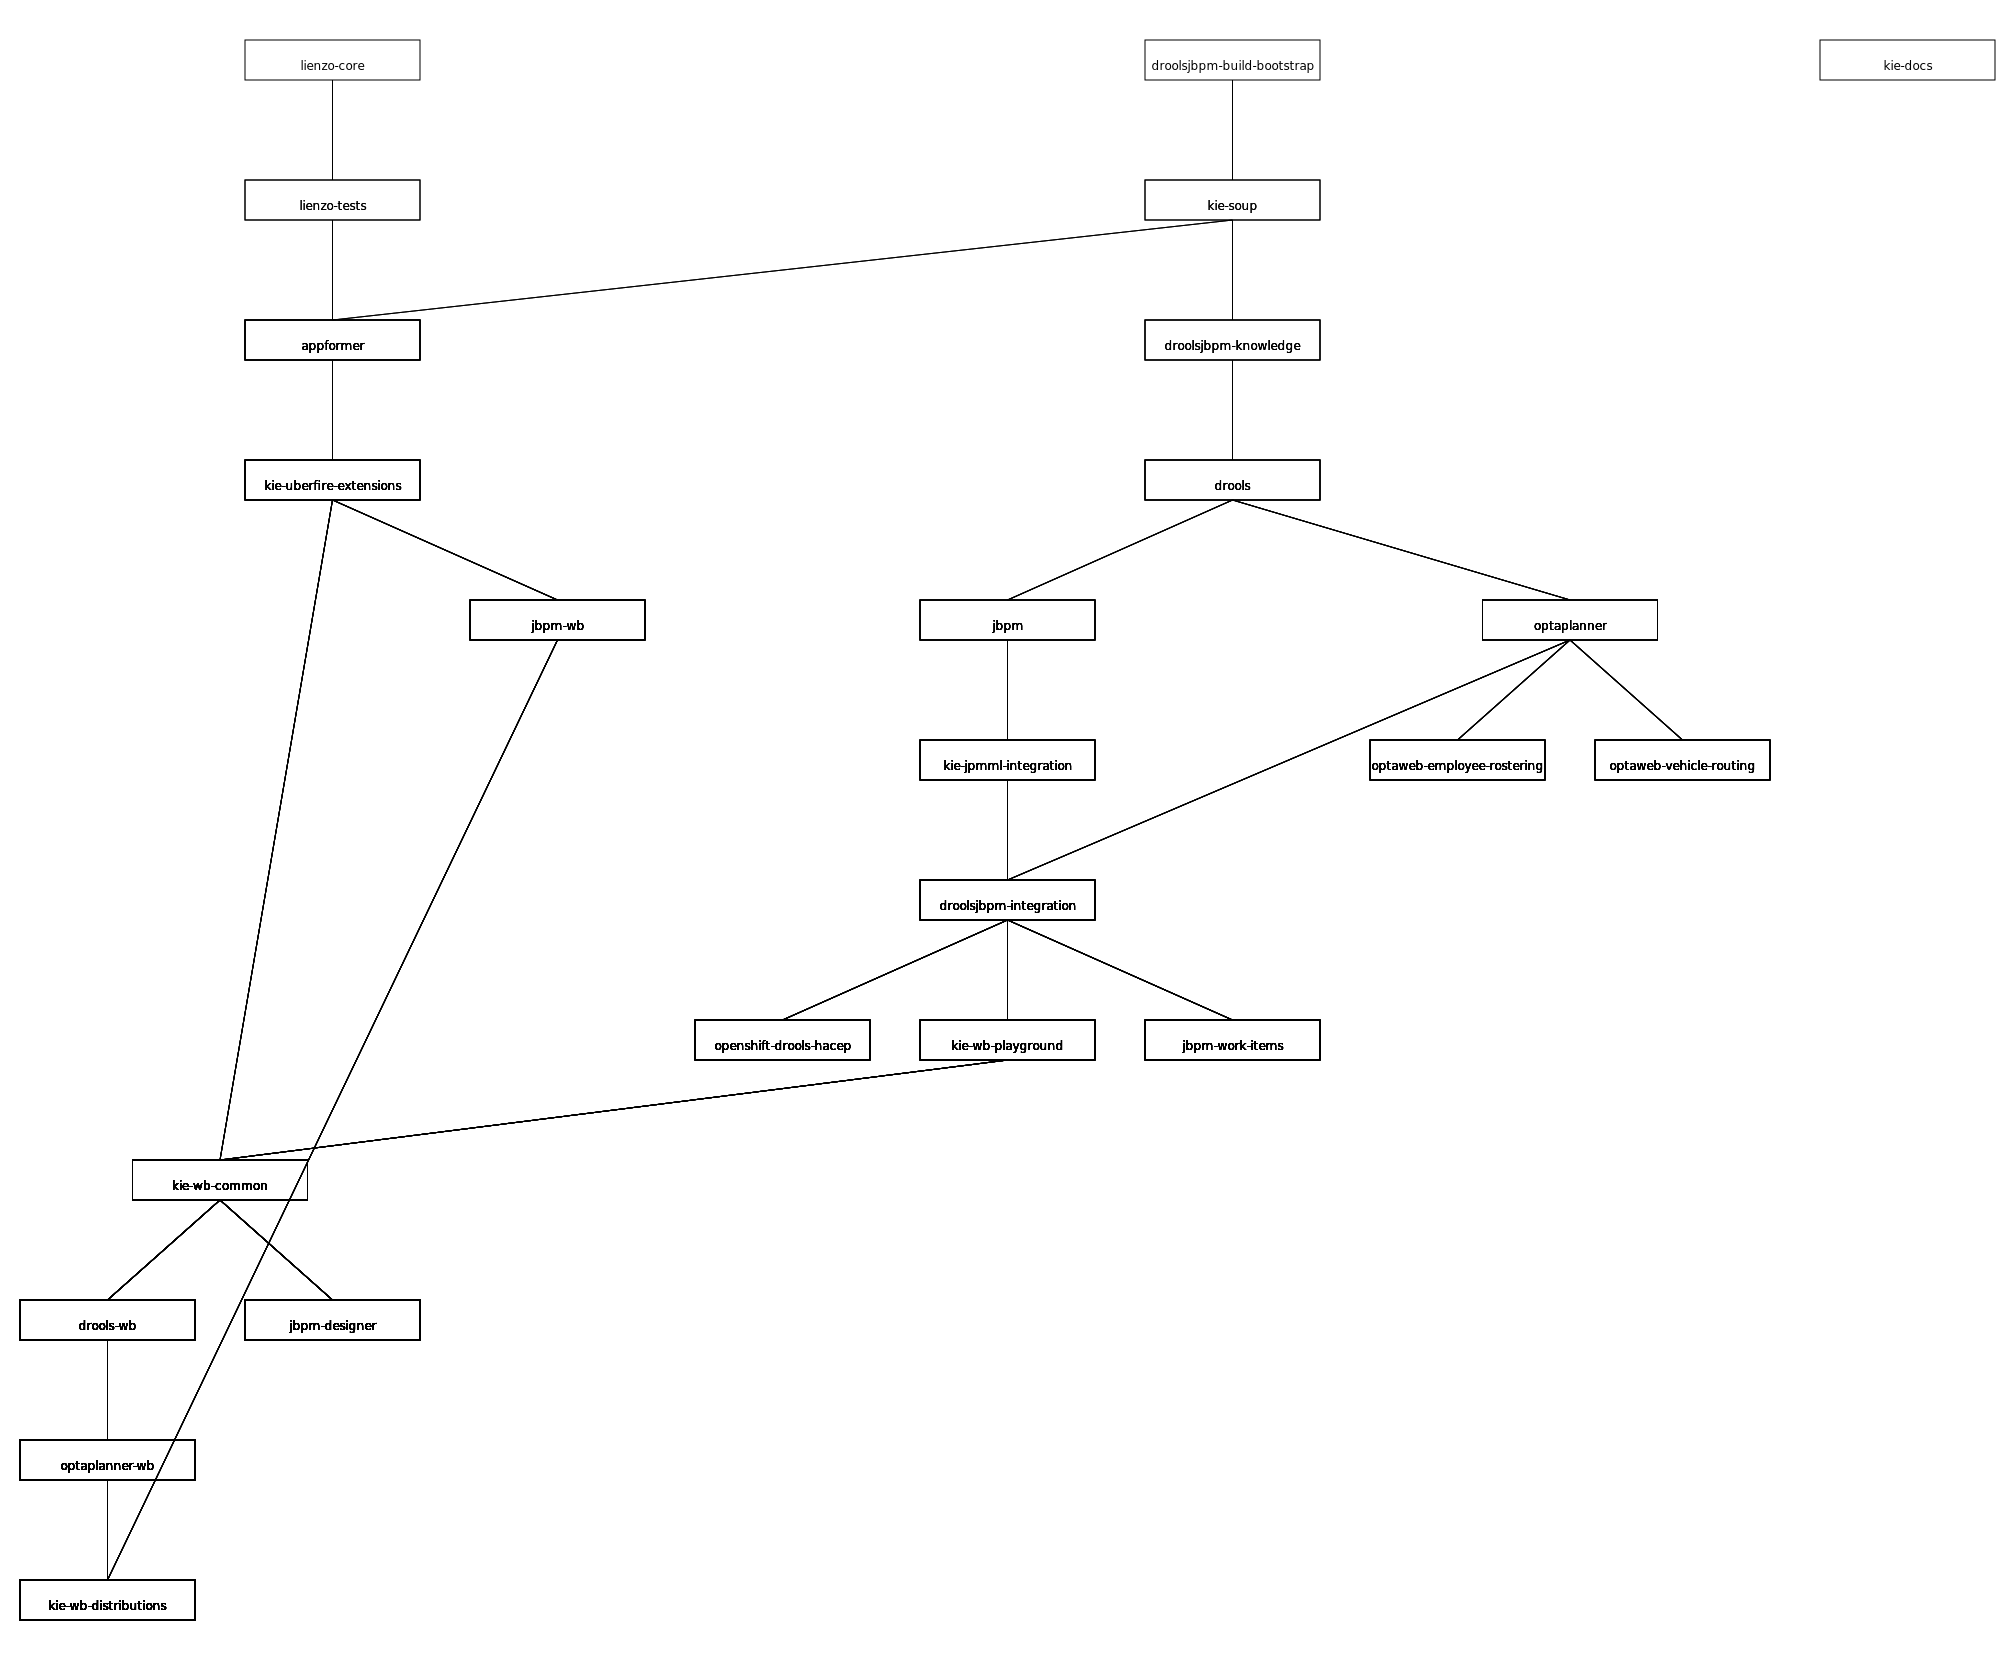 lienzo-core
droolsjbpm-build-bootstrap
kie-docs
lienzo-tests
kie-soup
appformer
droolsjbpm-knowledge
kie-uberfire-extensions
drools
jbpm-wb
jbpm
optaplanner
kie-jpmml-integration
optaweb-employee-rostering
optaweb-vehicle-routing
droolsjbpm-integration
openshift-drools-hacep
kie-wb-playground
jbpm-work-items
kie-wb-common
drools-wb
jbpm-designer
optaplanner-wb
kie-wb-distributions